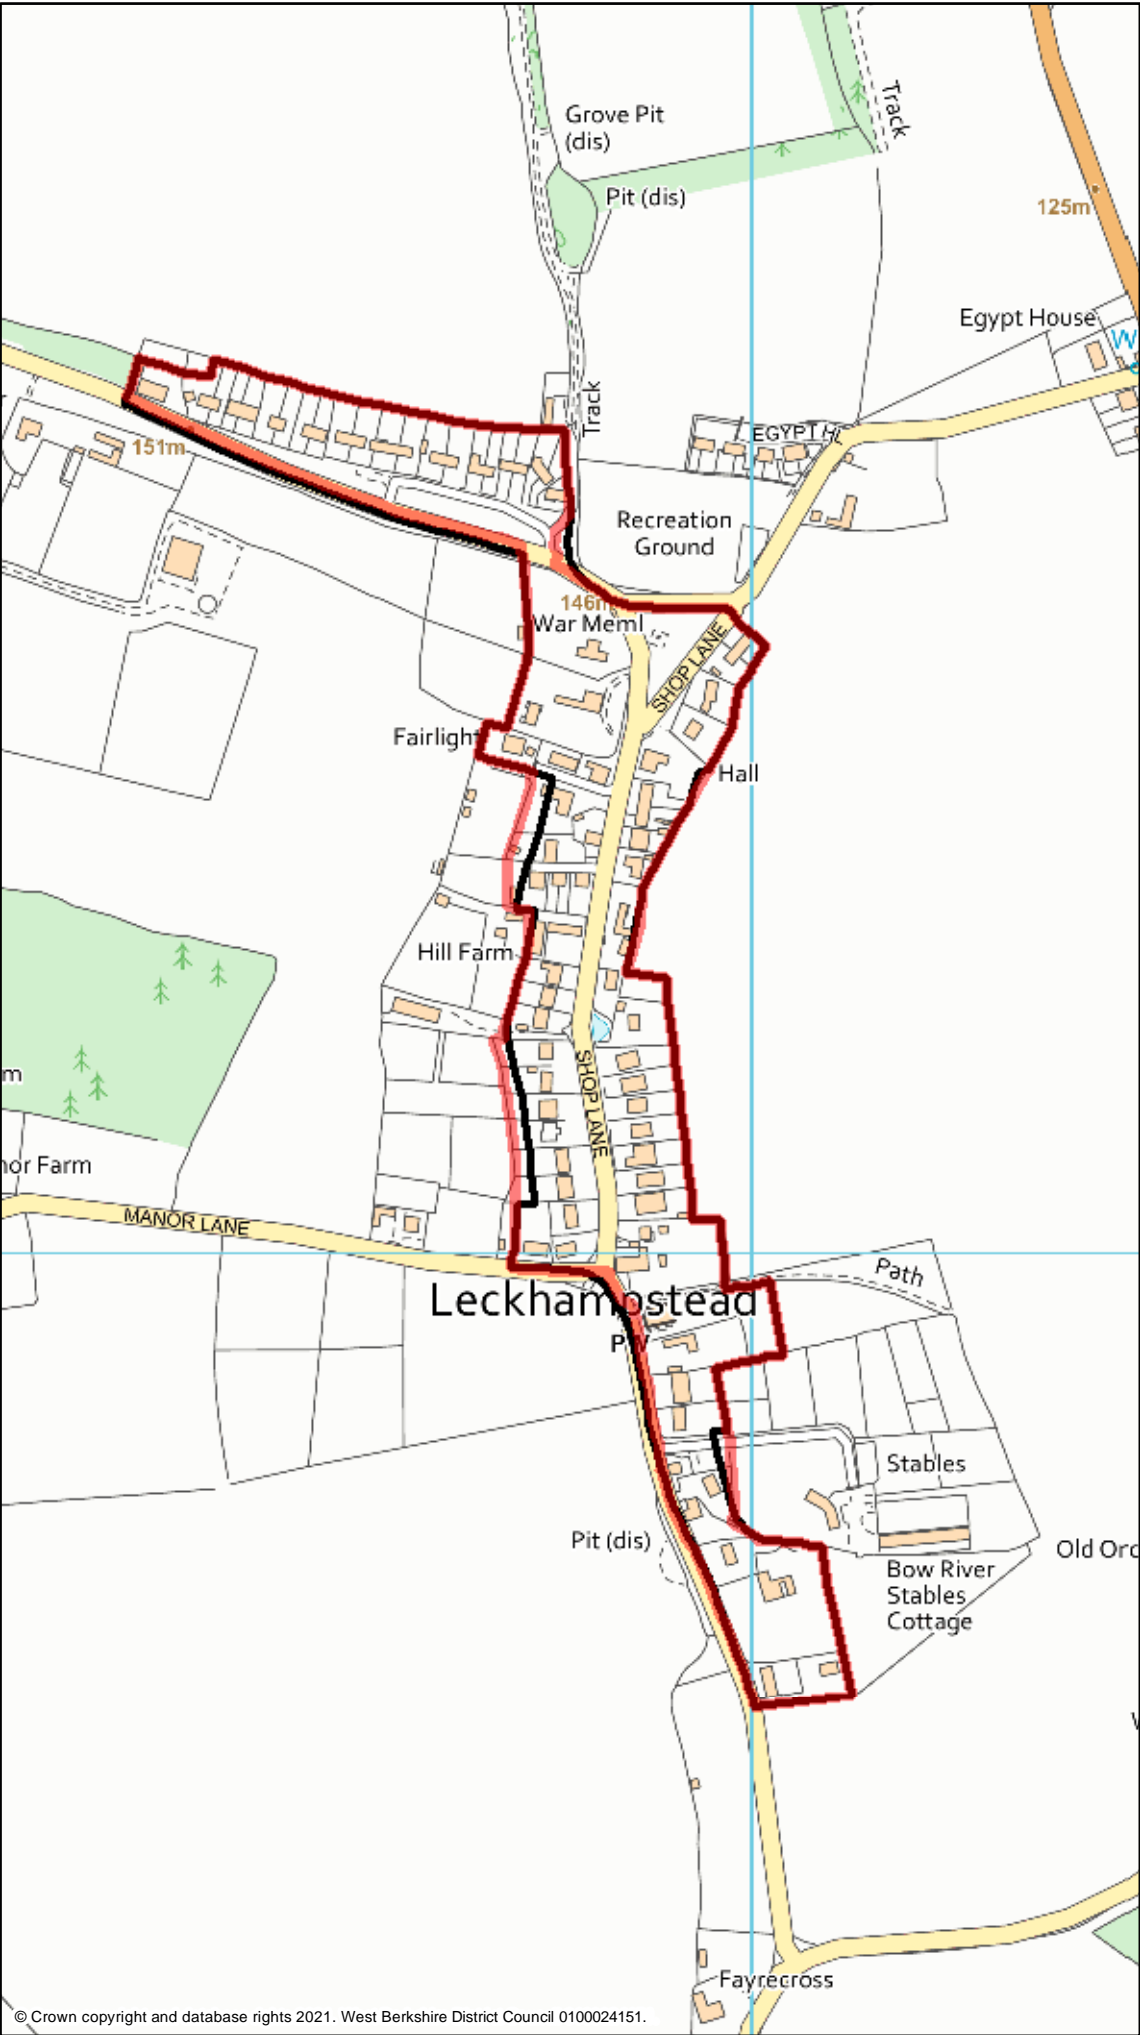 Track
Grove Pit
(dis)
Pit (dis)
125m
Egypt House
W
Track
EGYPT H
151m
Recreation
Ground
146m
War Meml
SHOP LANE
Fairlight
Hall
Hill Farm
SHOP LANE
m
nor Farm
MANOR LANE
Path
Leckhampstead
PW
Stables
Pit (dis)
Old Orc
Bow River
Stables
Cottage
Fayrecross
© Crown copyright and database rights 2021. West Berkshire District Council 0100024151.